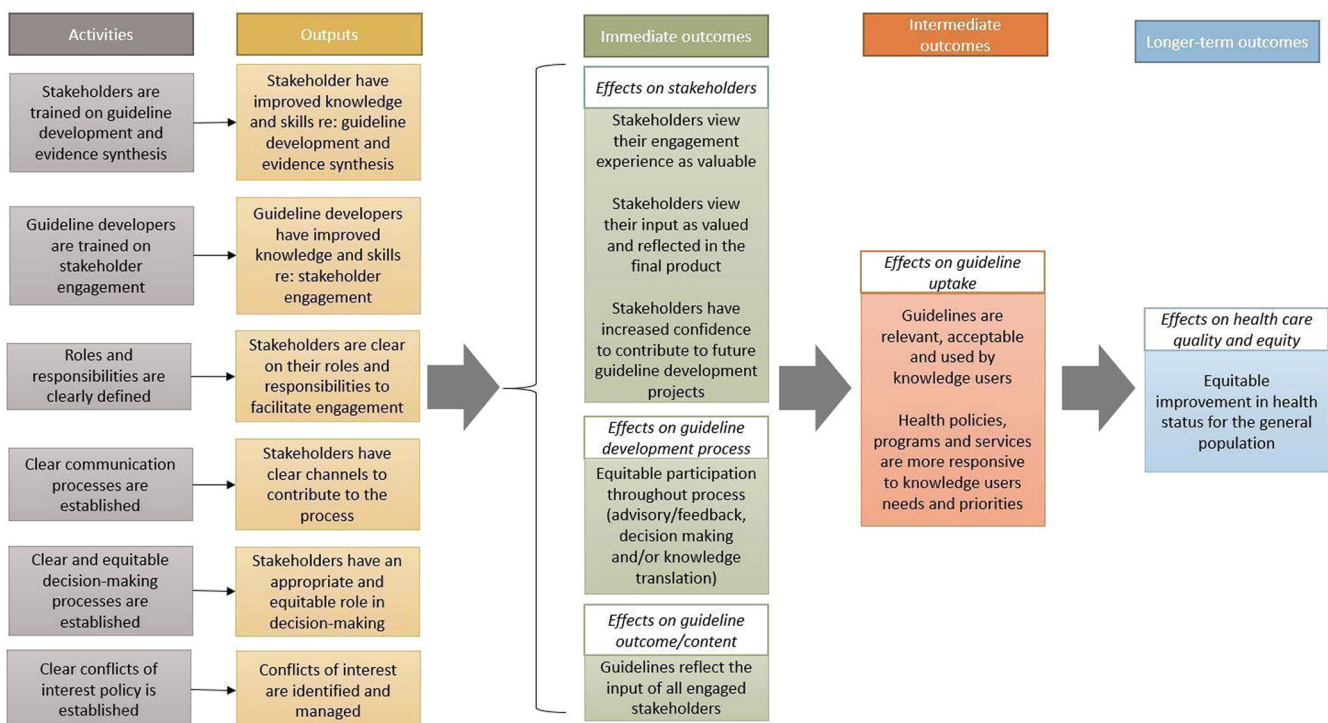 Activities
Outputs
Immediate outcomes
Intermediate
outcomes
Longer-term outcomes
Stakeholders are
trained on guideline
development and
evidence synthesis
Stakeholder have
improved knowledge
and skills re: guideline
development and
evidence synthesis
Guideline developers
are trained on
stakeholder
engagement
Guideline developers
have improved
knowledge and skills
re: stakeholder
engagement
Roles and
responsibilities are
clearly defined
Stakeholders are clear
on their roles and
responsibilities to
facilitate engagement
Clear communication
processes are
established
Stakeholders have
clear channels to
contribute to the
process
Clear and equitable
decision-making
processes are
established
Stakeholders have an
appropriate and
equitable role in
decision-making
Clear conflicts of
interest policy is
established
Conflicts of interest
are identified and
managed
Effects on stakeholders
Stakeholders view
their engagement
experience as valuable
Stakeholders view
their input as valued
and reflected in the
final product
Stakeholders have
increased confidence
to contribute to future
guideline development
projects
Effects on guideline
development process
Equitable participation
throughout process
(advisory/feedback,
decision making
and/or knowledge
translation)
Effects on guideline
outcome/content
Guidelines reflect the
input of all engaged
stakeholders
Effects on guideline
uptake
Guidelines are
relevant, acceptable
and used by
knowledge users
Health policies,
programs and services
are more responsive
to knowledge users
needs and priorities
Effects on health care
quality and equity
Equitable
improvement in health
status for the general
population